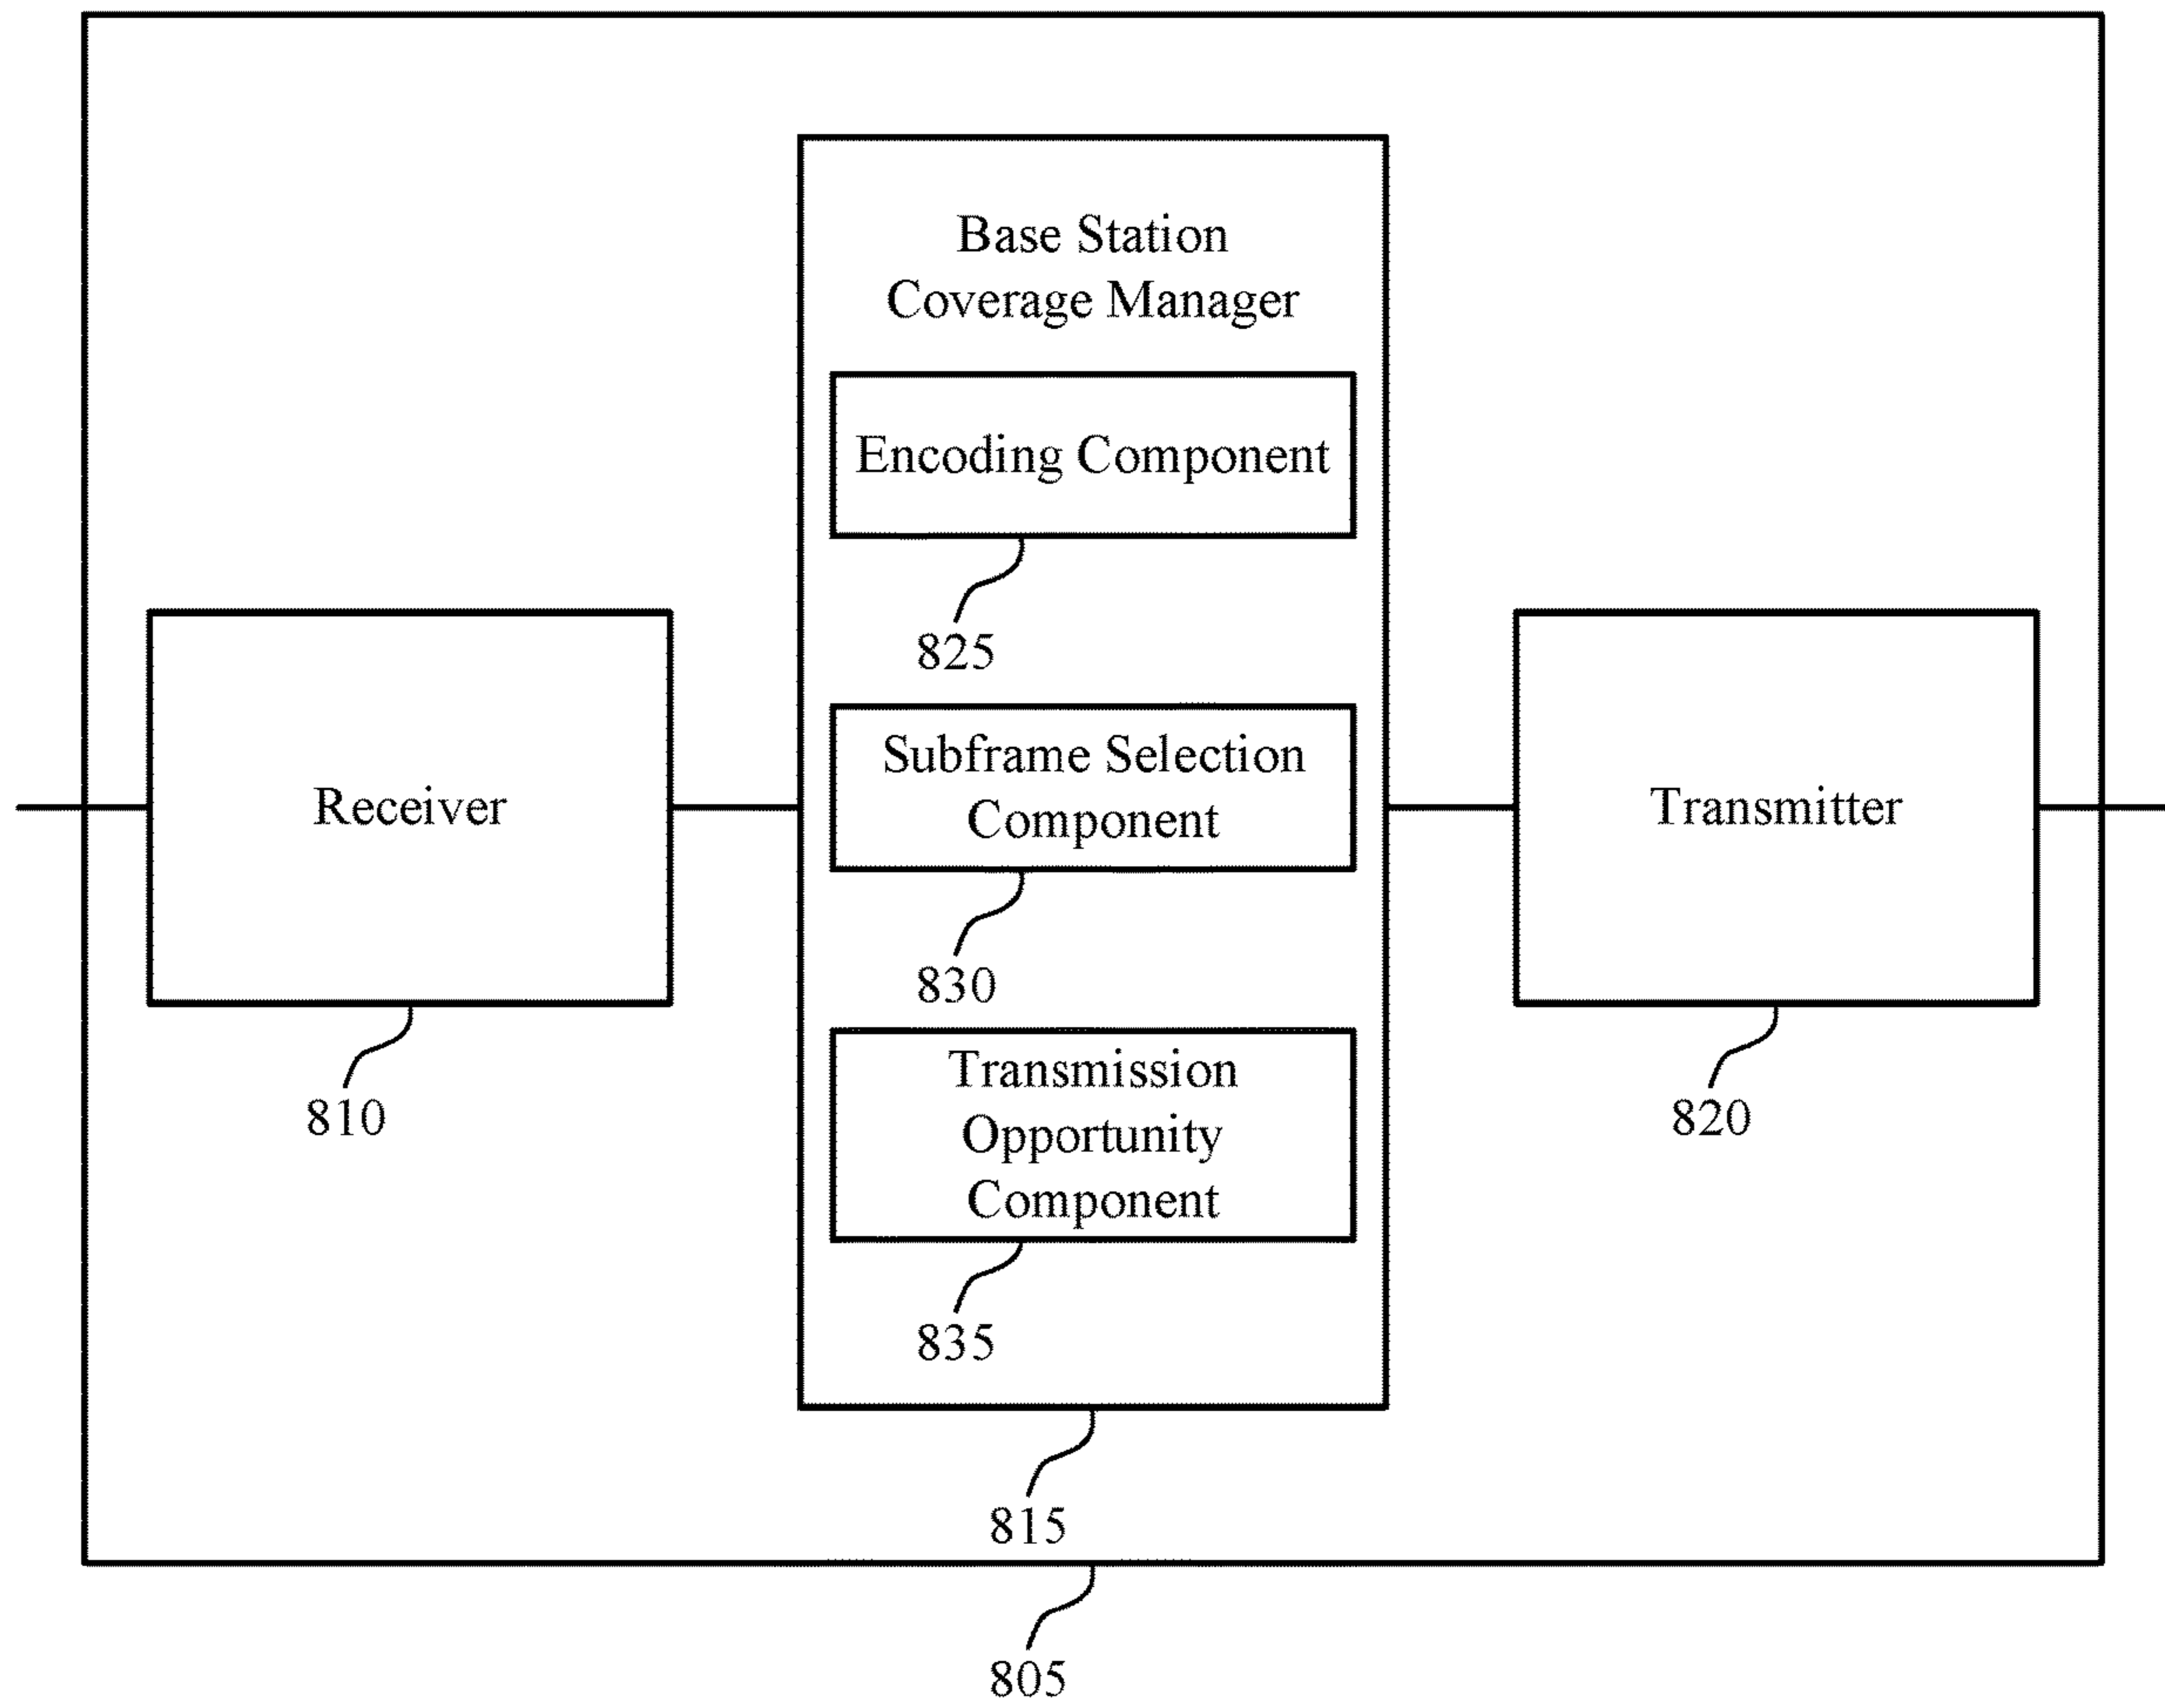 Base Station
Coverage Manager
Encoding Component
825
Receiver
810
Subframe Selection
Component
830
Transmission
Opportunity
Component
835
Transmitter
820
815
805